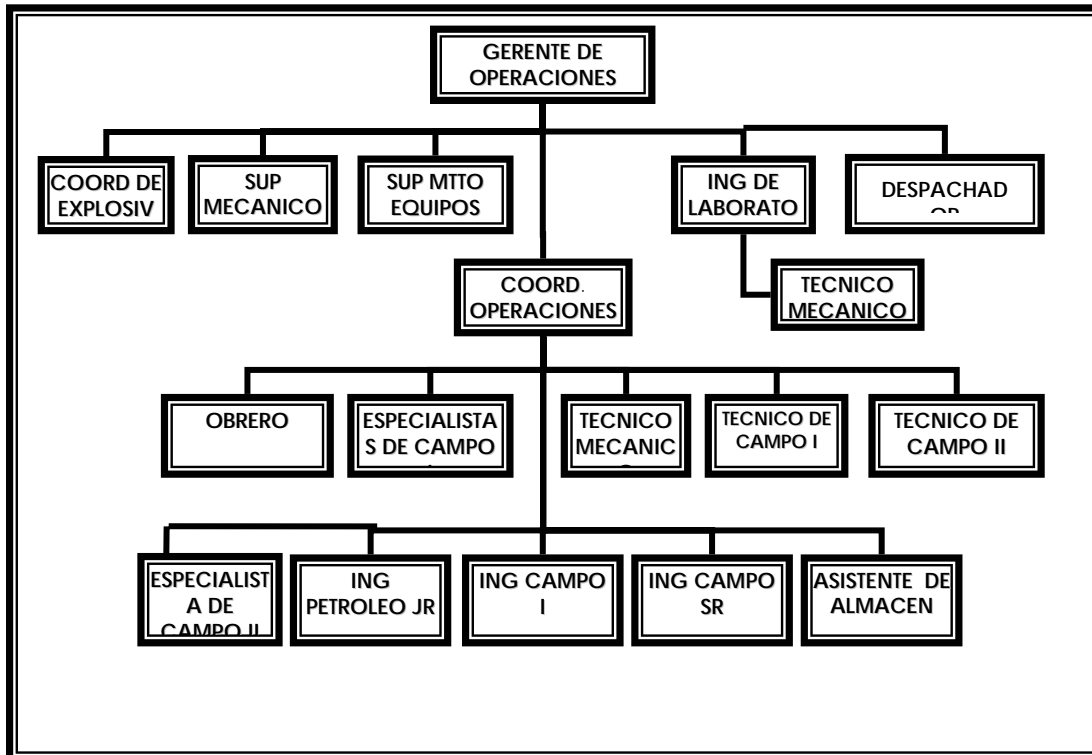 GERENTE DE
OPERACIONES
COORD DE
EXPLOSIV
SUP
MECANICO
SUP MTTO
EQUIPOS
ING DE
LABORATO
DESPACHAD
COORD.
OPERACIONES
TECNICO
MECANICO
OBRERO
ESPECIALISTA
S DE CAMPO
TECNICO
MECANIC
TECNICO DE
CAMPO I
TECNICO DE
CAMPO II
ESPECIALIST
A DE
CAMPO II
ING
PETROLEO JR
ING CAMPO
I
ING CAMPO
SR
ASISTENTE DE
ALMACEN